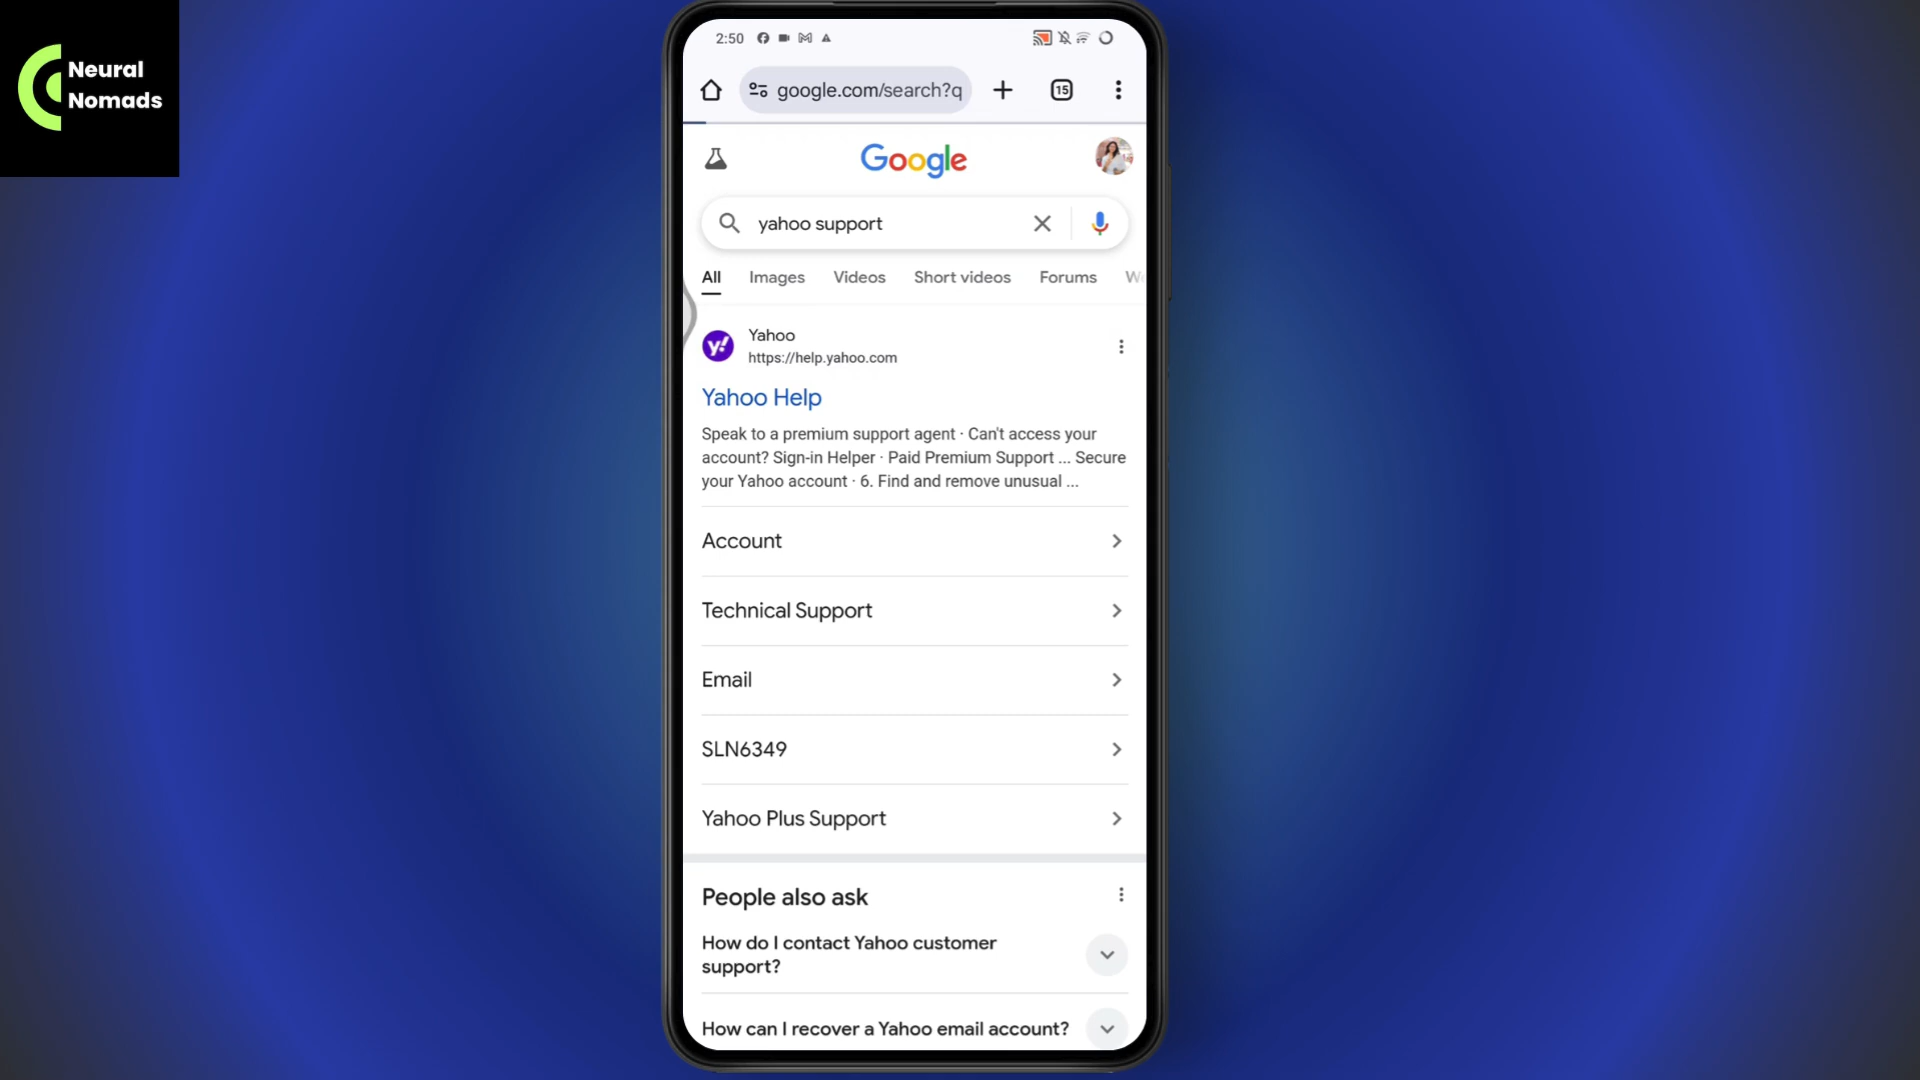 Neural
Nomads
2:50
google.com/search?q
15
Google
yahoo support
All Images Videos Short videos Forums
y!
Yahoo
https://help.yahoo.com
Yahoo Help
Speak to a premium support agent · Can't access your
account? Sign-in Helper · Paid Premium Support ... Secure
your Yahoo account · 6. Find and remove unusual ...
Account
Technical Support
Email
SLN6349
Yahoo Plus Support
People also ask
How do I contact Yahoo customer
support?
How can I recover a Yahoo email account?